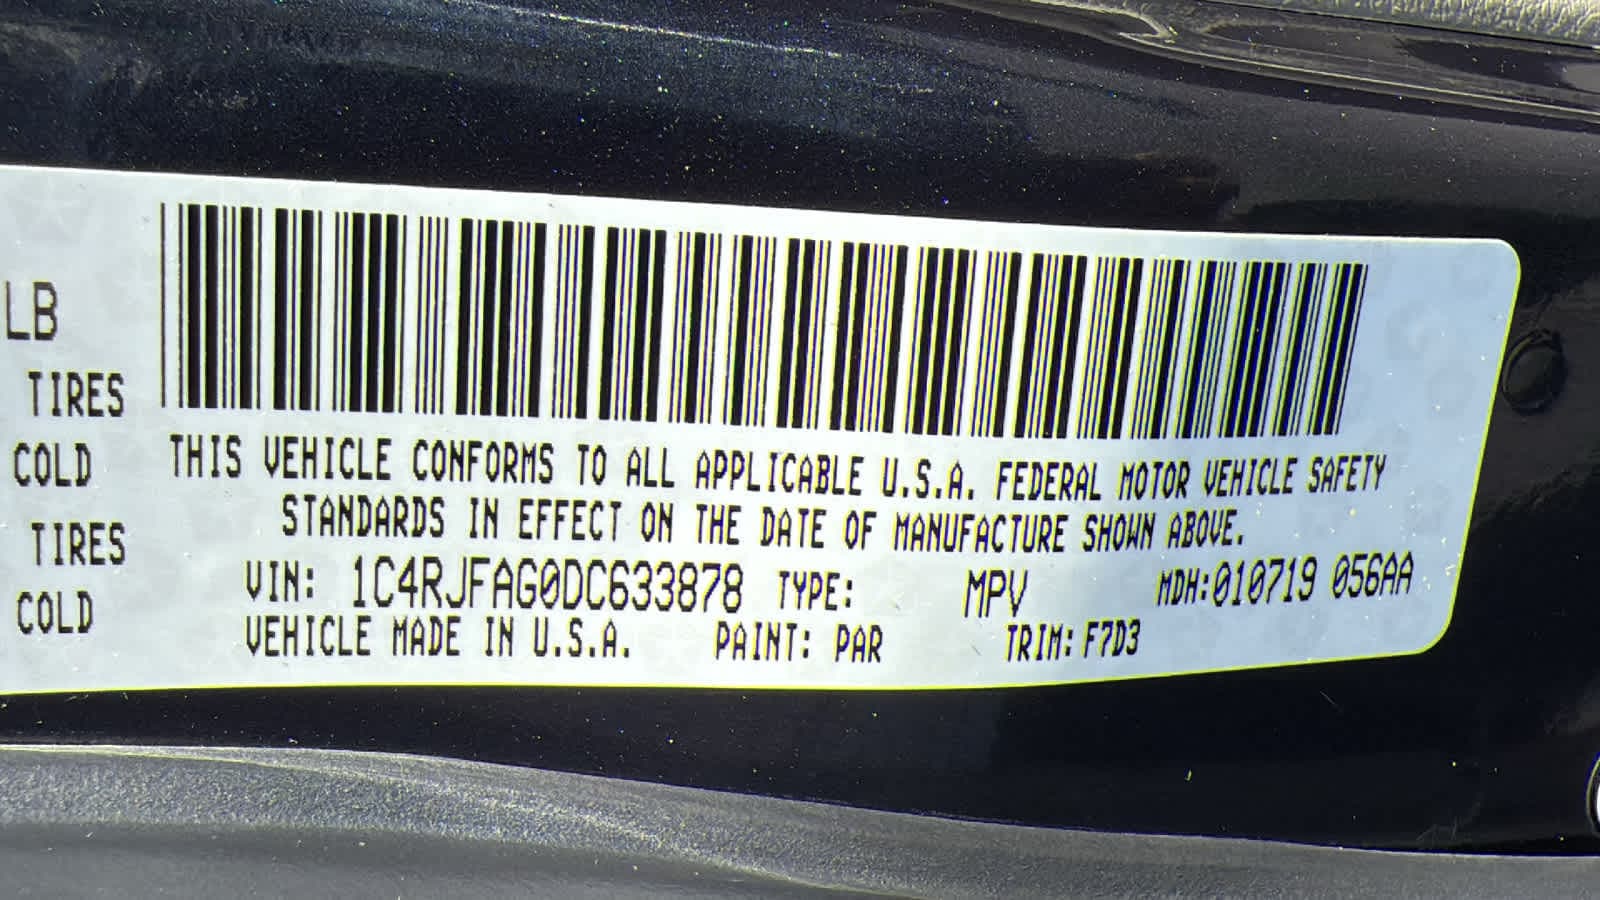 LB
TIRES
COLD
TIRES
COLD
THIS VEHICLE CONFORMS TO ALL APPLICABLE U.S.A. FEDERAL MOTOR VEHICLE SAFETY
STANDARDS IN EFFECT ON THE DATE OF MANUFACTURE SHOWN ABOVE.
VIN: 1C4RJFAG0DC633878 TYPE: MPV MDH:010719 056AA
VEHICLE MADE IN U.S.A. PAINT: PAR TRIM: F7D3